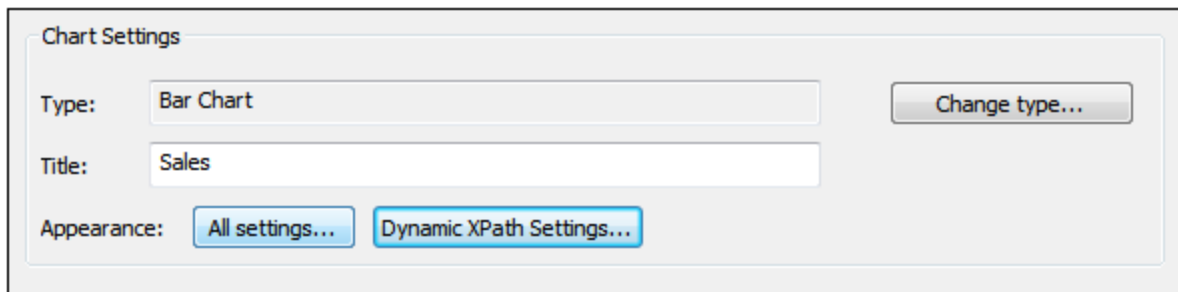 Chart Settings
Type: Bar Chart Change type...
Title: Sales
Appearance: All settings... Dynamic XPath Settings...